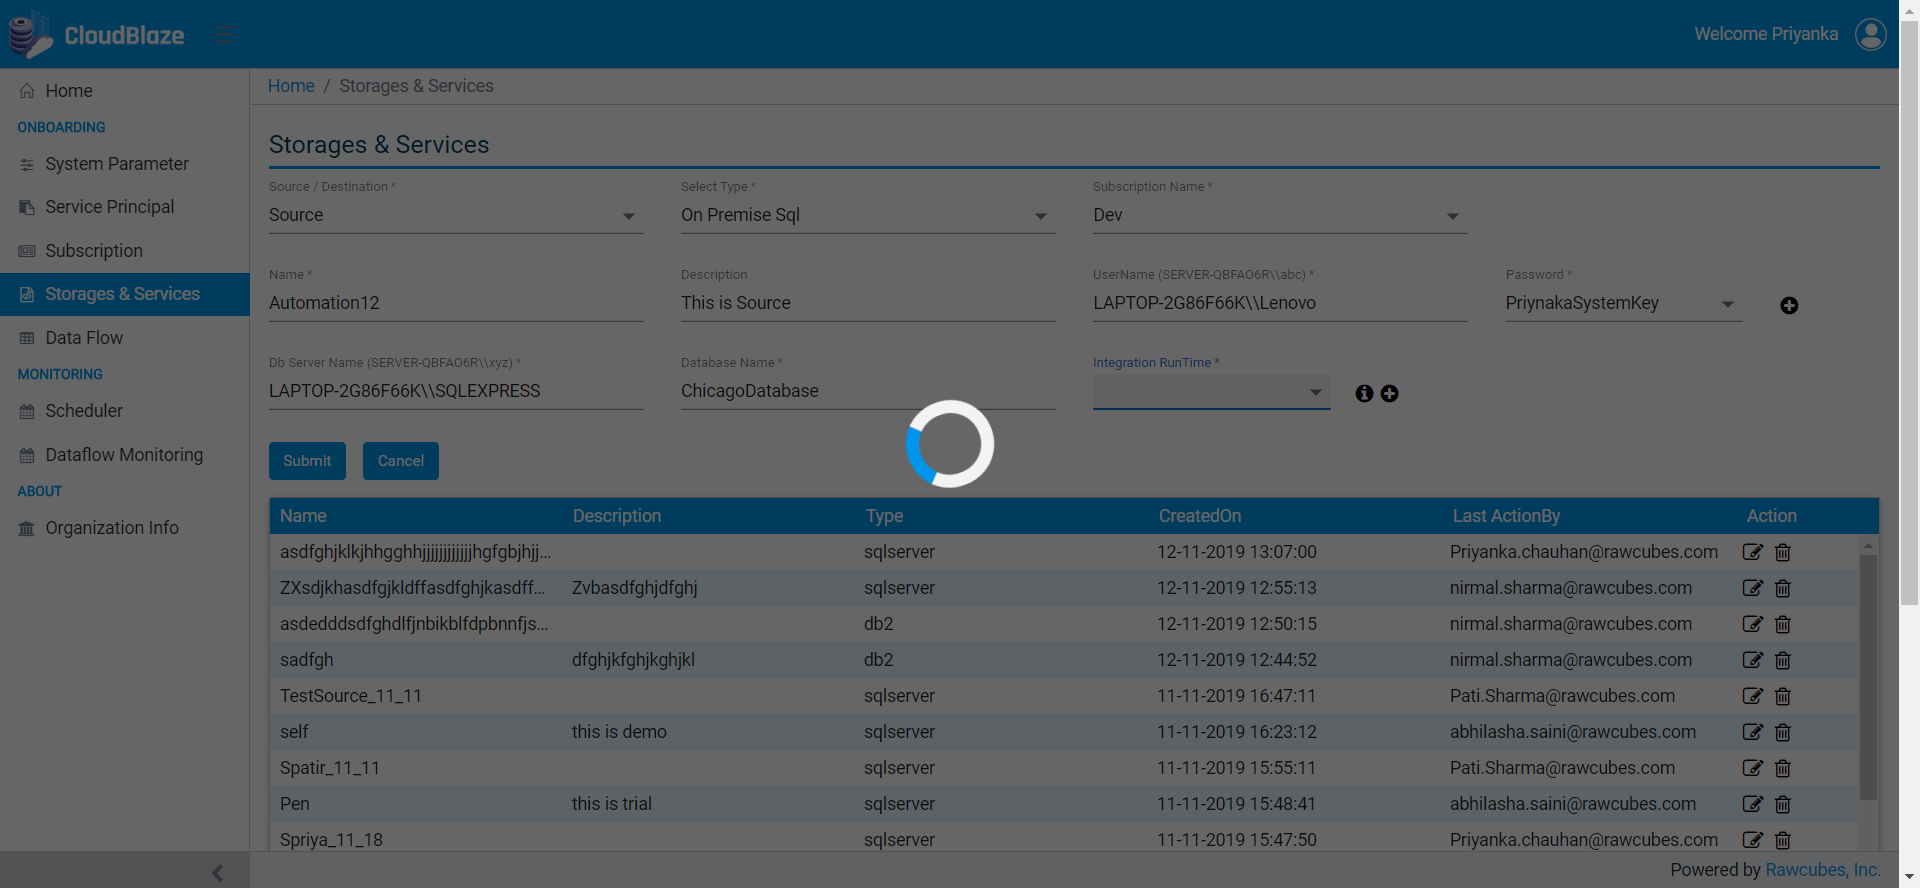 CloudBlaze
Welcome Priyanka
Home
ONBOARDING
System Parameter
Service Principal
Subscription
Storages & Services
Data Flow
MONITORING
Scheduler
Dataflow Monitoring
ABOUT
Organization Info
Home / Storages & Services
Storages & Services
Source / Destination * Select Type * Subscription Name *
Source On Premise Sql Dev
Name * Description UserName (SERVER-QBFAO6R\\abc) * Password *
Automation12 This is Source LAPTOP-2G86F66K\\Lenovo PriynakaSystemKey
Db Server Name (SERVER-QBFAO6R\\xyz) * Database Name * Integration RunTime *
LAPTOP-2G86F66K\\SQLEXPRESS ChicagoDatabase
Submit Cancel
Name Description Type CreatedOn Last ActionBy Action
asdfghjklkjhhgghhjjjjjjjjjjjjhgfgbjhjj... sqlserver 12-11-2019 13:07:00 Priyanka.chauhan@rawcubes.com
ZXsdjkhasdfgjkldffasdfghjkasdff... Zvbasdfghjdfghj sqlserver 12-11-2019 12:55:13 nirmal.sharma@rawcubes.com
asdedddsdfghdlfjnbikblfdpbnnfjs... db2 12-11-2019 12:50:15 nirmal.sharma@rawcubes.com
sadfgh dfghjkfghjkghjkl db2 12-11-2019 12:44:52 nirmal.sharma@rawcubes.com
TestSource_11_11 sqlserver 11-11-2019 16:47:11 Pati.Sharma@rawcubes.com
self this is demo sqlserver 11-11-2019 16:23:12 abhilasha.saini@rawcubes.com
Spatir_11_11 sqlserver 11-11-2019 15:55:11 Pati.Sharma@rawcubes.com
Pen this is trial sqlserver 11-11-2019 15:48:41 abhilasha.saini@rawcubes.com
Spriya_11_18 sqlserver 11-11-2019 15:47:50 Priyanka.chauhan@rawcubes.com
Powered by Rawcubes, Inc.